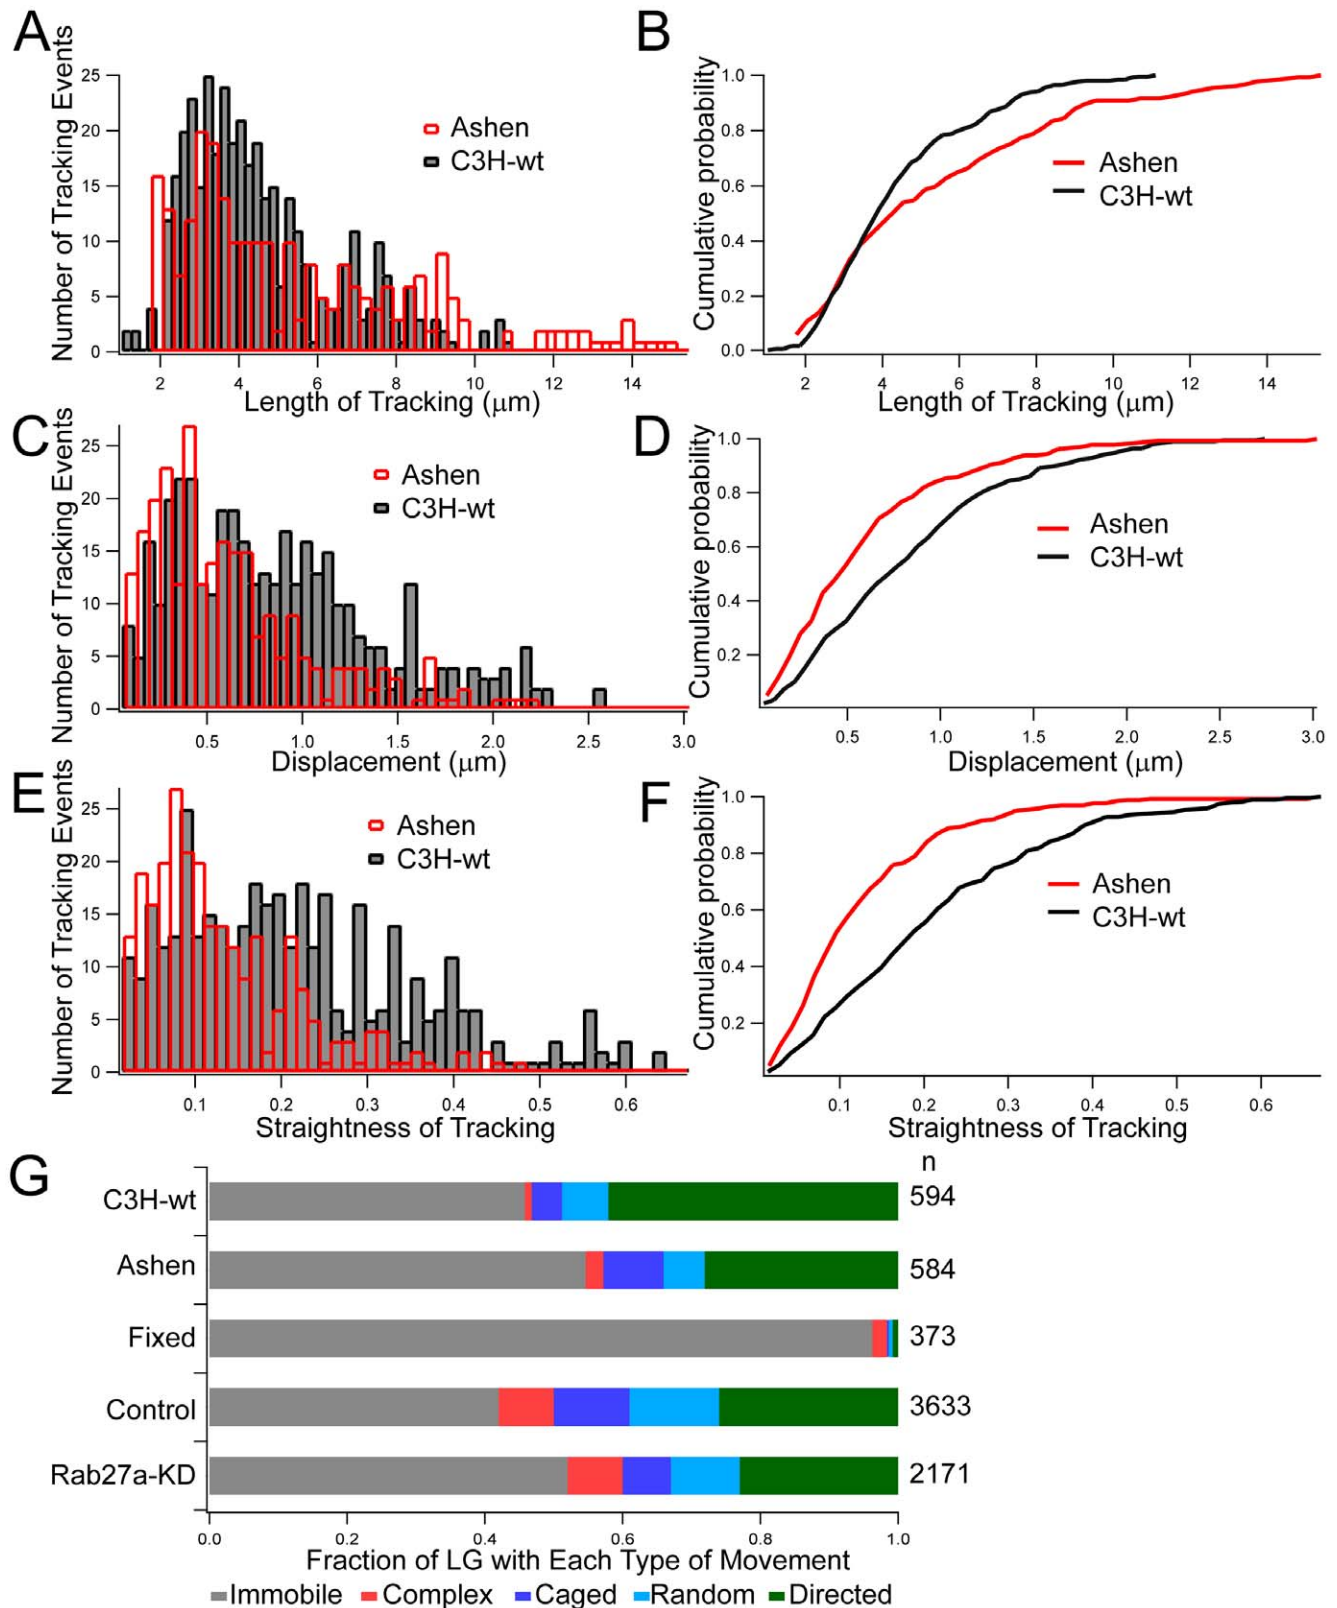 A
Number of Tracking Events
25
20
15
10
5
0
Ashen
C3H-wt
2 4 6 8 10 12 14
Length of Tracking (μm)
B
Cumulative probability
1.0
0.8
0.6
0.4
0.2
0.0
Ashen
C3H-wt
2 4 6 8 10 12 14
Length of Tracking (μm)
C
Number of Tracking Events
25
20
15
10
5
0
Ashen
C3H-wt
0.5 1.0 1.5 2.0 2.5 3.0
Displacement (μm)
D
Cumulative probability
1.0
0.8
0.6
0.4
0.2
Ashen
C3H-wt
0.5 1.0 1.5 2.0 2.5 3.0
Displacement (μm)
E
Number of Tracking Events
25
20
15
10
5
0
Ashen
C3H-wt
0.1 0.2 0.3 0.4 0.5 0.6
Straightness of Tracking
F
Cumulative probability
1.0
0.8
0.6
0.4
0.2
Ashen
C3H-wt
0.1 0.2 0.3 0.4 0.5 0.6
Straightness of Tracking
G
n
C3H-wt 594
Ashen 584
Fixed 373
Control 3633
Rab27a-KD 2171
0.0 0.2 0.4 0.6 0.8 1.0
Fraction of LG with Each Type of Movement
Immobile Complex Caged Random Directed